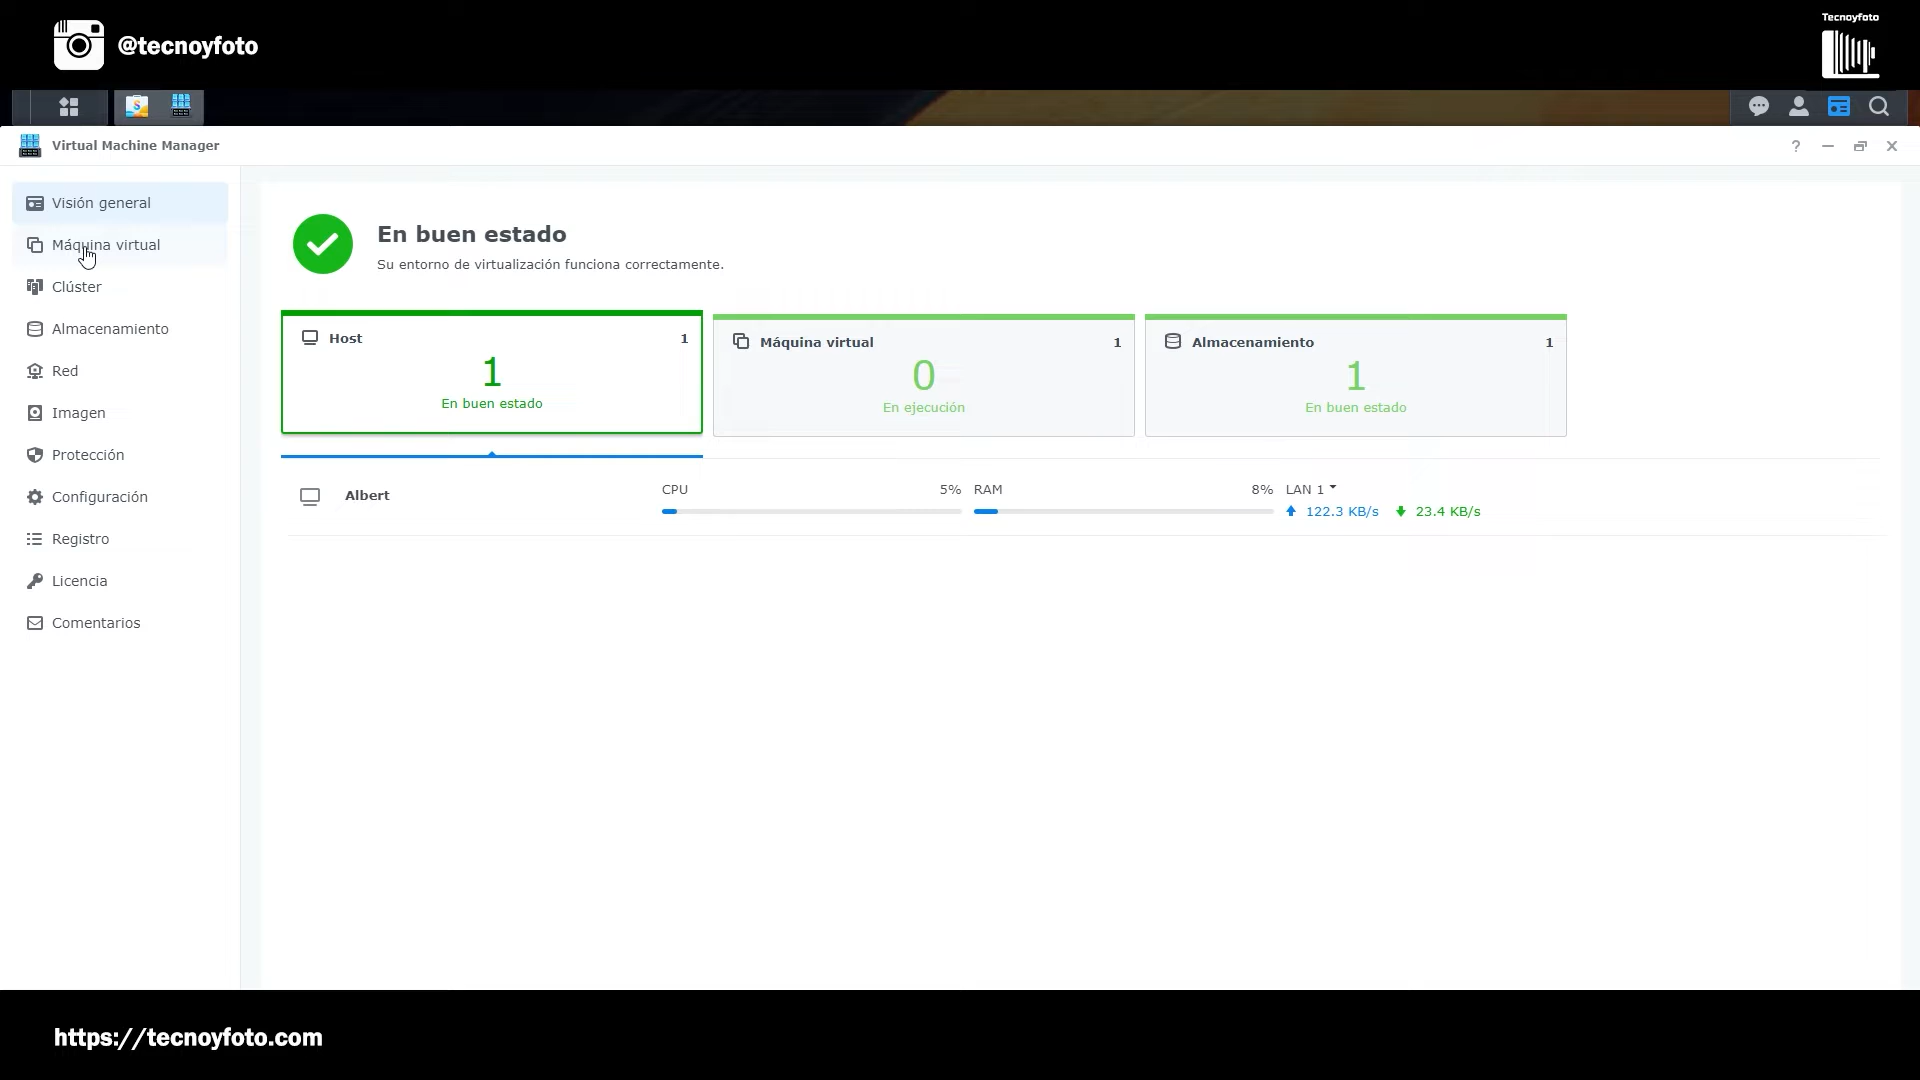 @tecnoyfoto
Tecnoyfoto
Virtual Machine Manager
?
Visión general
Máquina virtual
Clúster
Almacenamiento
Red
Imagen
Protección
Configuración
Registro
Licencia
Comentarios
En buen estado
Su entorno de virtualización funciona correctamente.
Host 1
1
En buen estado
Máquina virtual 1
0
En ejecución
Almacenamiento 1
1
En buen estado
Albert
CPU 5% RAM 8% LAN 1
122.3 KB/s 23.4 KB/s
https://tecnoyfoto.com